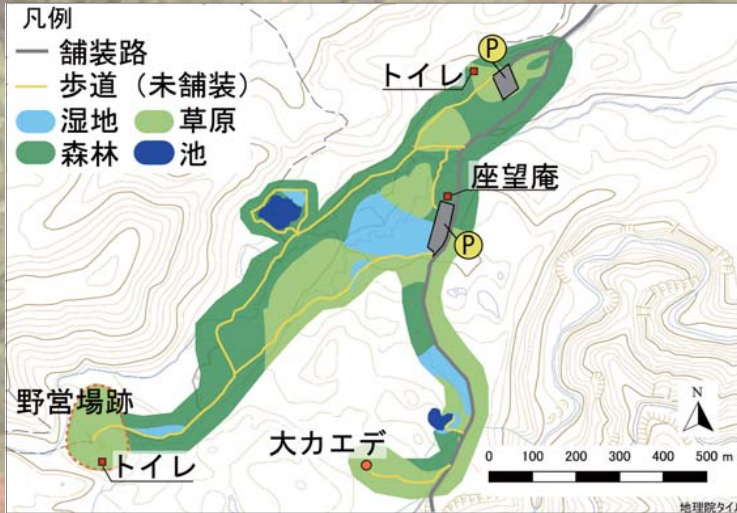 凡例
舗装路
歩道(未舗装)
湿地 草原
森林 池
P
トイレ
座望庵
P
野営場跡
トイレ
大カエデ
N
0 100 200 300 400 500 m
地理院タイル